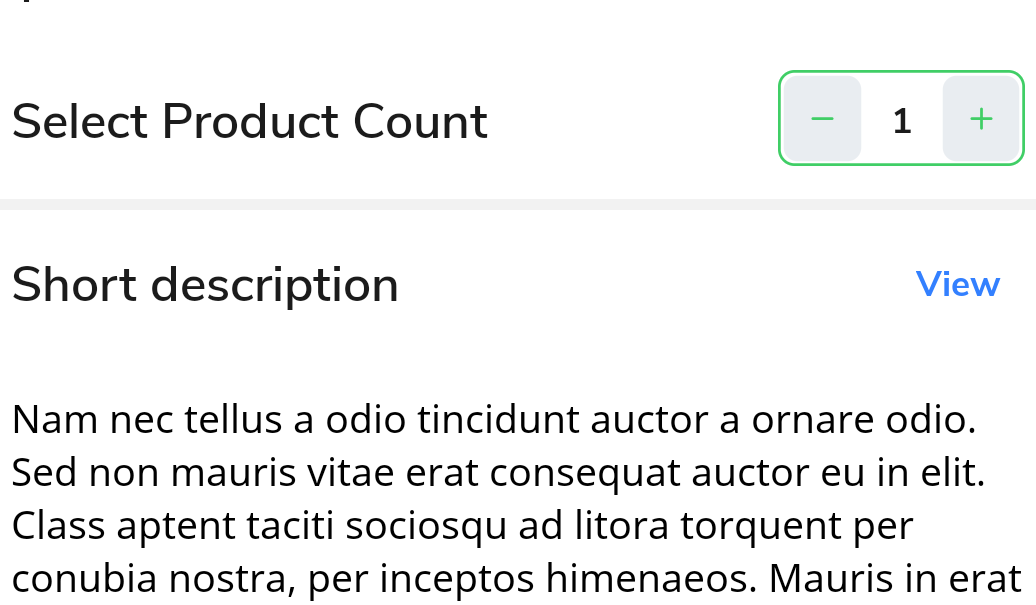 Select Product Count
− 1 +
Short description
View
Nam nec tellus a odio tincidunt auctor a ornare odio.
Sed non mauris vitae erat consequat auctor eu in elit.
Class aptent taciti sociosqu ad litora torquent per
conubia nostra, per inceptos himenaeos. Mauris in erat